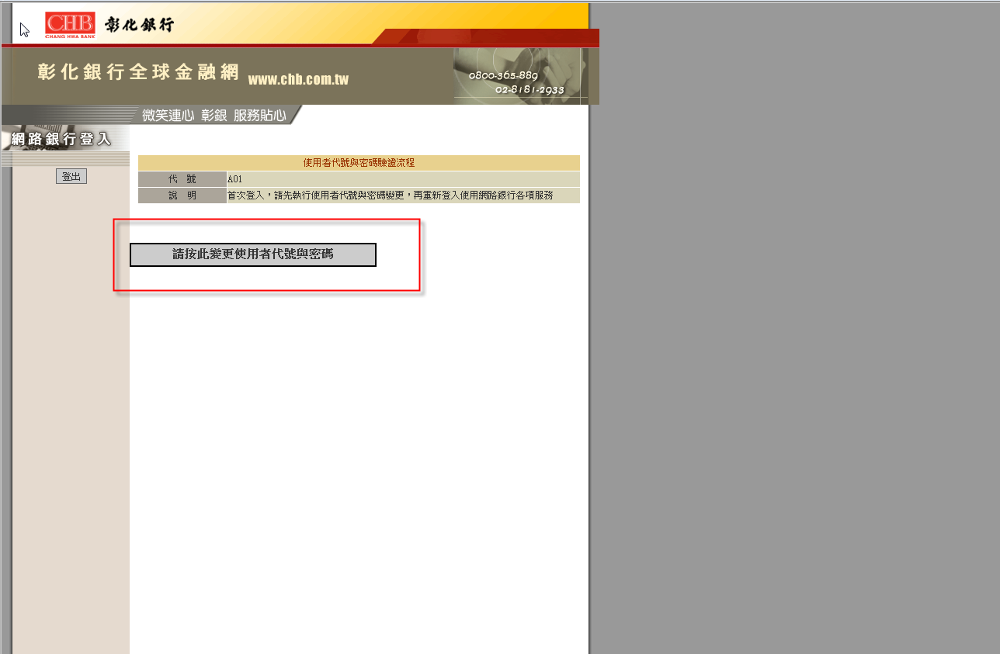 CHB 彰化銀行
CHANG HWA BANK
彰化銀行全球金融網 www.chb.com.tw
0800-365-889
02-8181-2933
微笑連心 彰銀 服務貼心
網路銀行登入
登出
使用者代號與密碼驗證流程
代 號 A01
說 明 首次登入，請先執行使用者代號與密碼變更，再重新登入使用網路銀行各項服務
請按此變更使用者代號與密碼